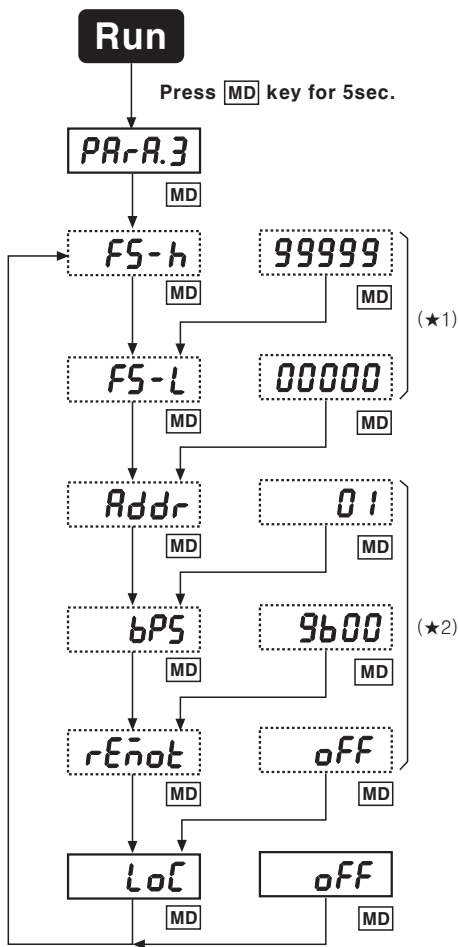 Run
Press MD key for 5sec.
PArA.3
MD
FS-h 99999
MD MD
(★1)
FS-L 00000
MD MD
Addr 01
MD MD
bPS 9600
MD MD
(★2)
rEmot oFF
MD MD
LoC oFF
MD MD